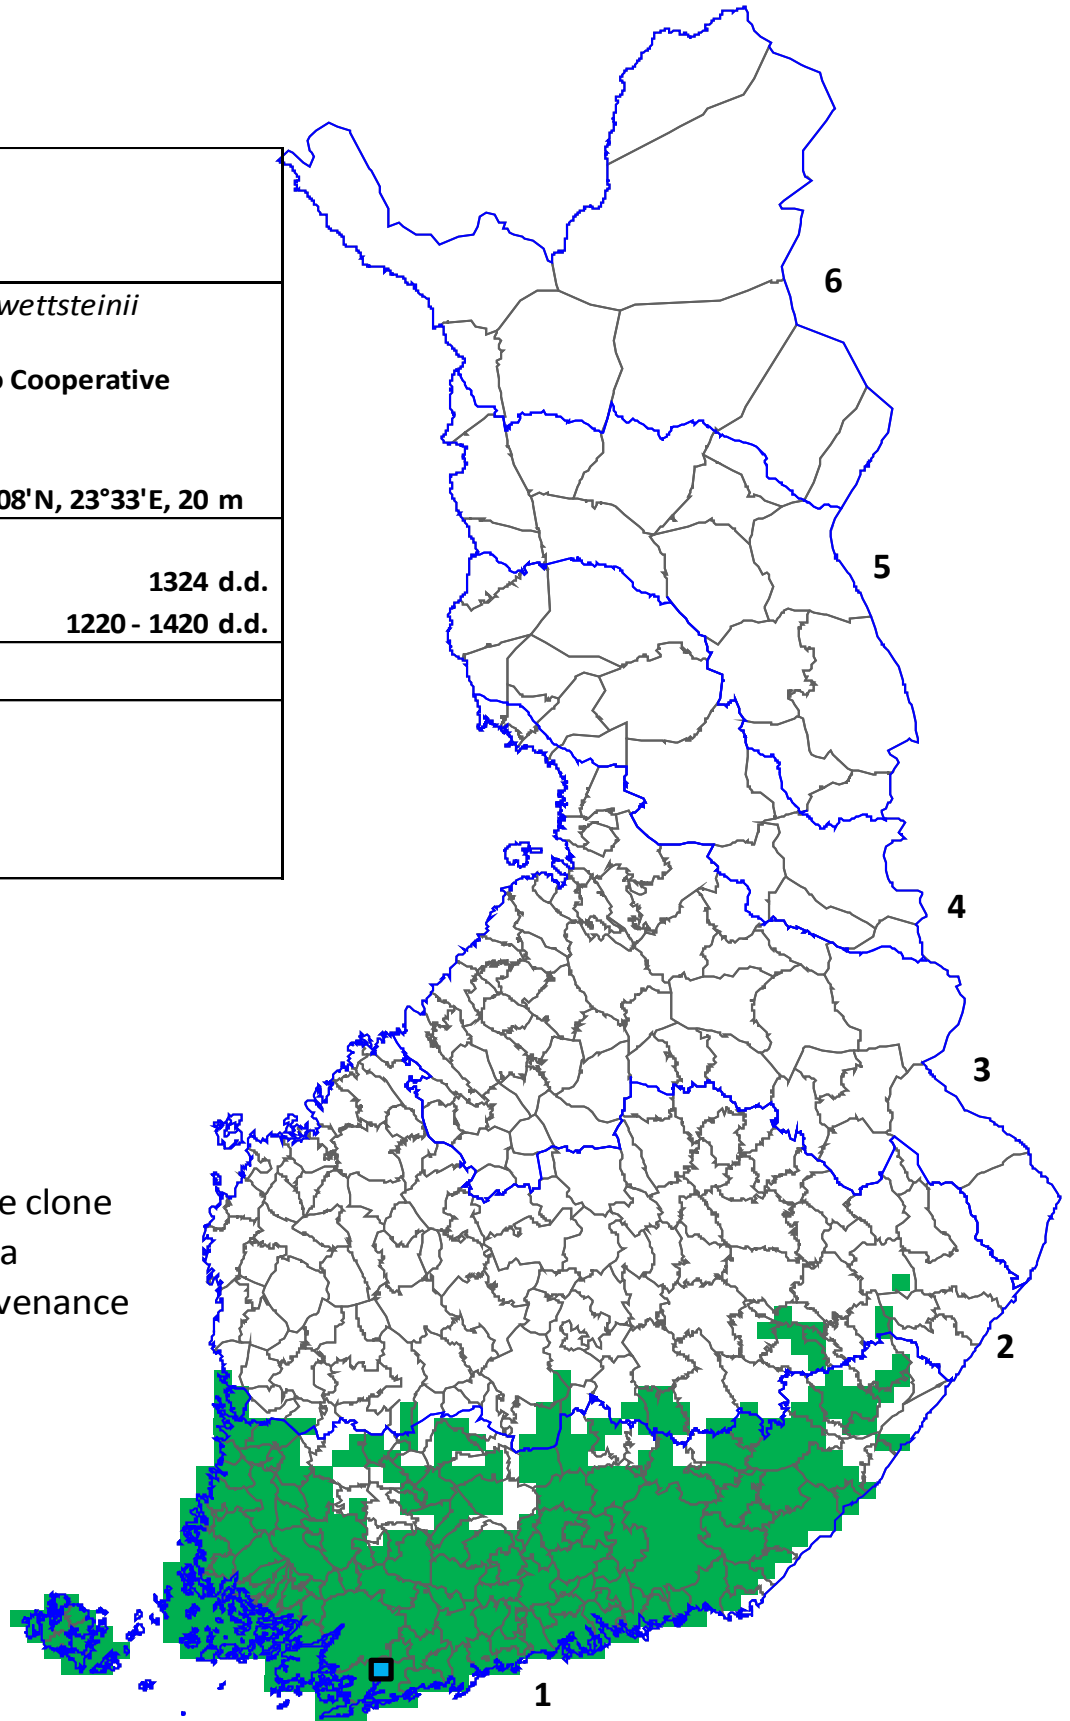 wettsteinii
Cooperative
08'N, 23°33'E, 20 m
1324 d.d.
1220 - 1420 d.d.
e clone
a
venance
6
5
4
3
2
1